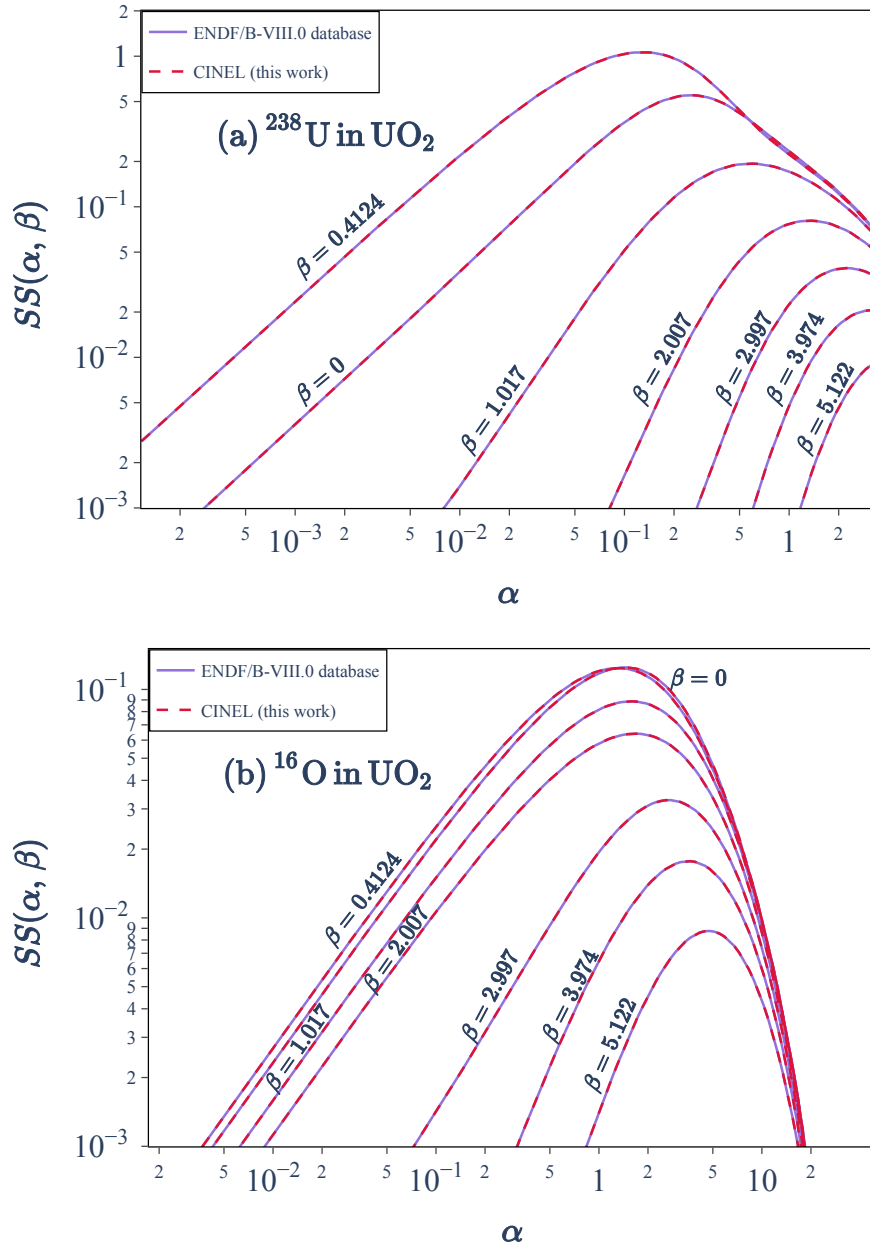 2
1
5
2
10⁻¹
5
2
10⁻²
5
2
10⁻³
SS(α, β)
ENDF/B-VIII.0 database
CINEL (this work)
(a) ²³⁸U in UO₂
β = 0.4124
β = 0
β = 1.017
β = 2.007
β = 2.997
β = 3.974
β = 5.122
2 5 10⁻³ 2 5 10⁻² 2 5 10⁻¹ 2 5 1 2
α
10⁻¹
9
8
7
6
5
4
3
2
10⁻²
9
8
7
6
5
4
3
2
10⁻³
SS(α, β)
ENDF/B-VIII.0 database
CINEL (this work)
(b) ¹⁶O in UO₂
β = 0
β = 0.4124
β = 2.007
β = 1.017
β = 2.997
β = 3.974
β = 5.122
2 5 10⁻² 2 5 10⁻¹ 2 5 1 2 5 10 2
α